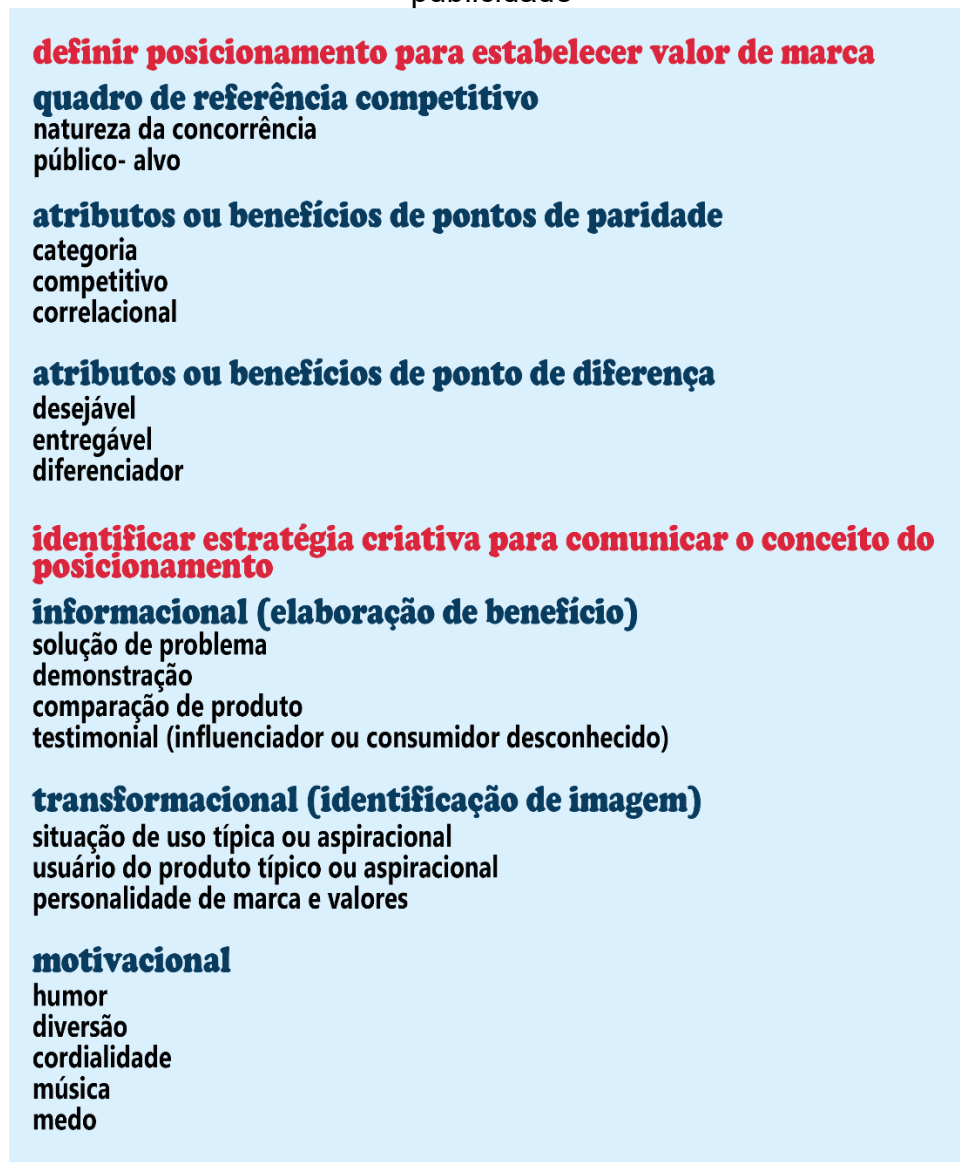 publicidade
definir posicionamento para estabelecer valor de marca
quadro de referência competitivo
natureza da concorrência
público- alvo
atributos ou benefícios de pontos de paridade
categoria
competitivo
correlacional
atributos ou benefícios de ponto de diferença
desejável
entregável
diferenciador
identificar estratégia criativa para comunicar o conceito do
posicionamento
informacional (elaboração de benefício)
solução de problema
demonstração
comparação de produto
testimonial (influenciador ou consumidor desconhecido)
transformacional (identificação de imagem)
situação de uso típica ou aspiracional
usuário do produto típico ou aspiracional
personalidade de marca e valores
motivacional
humor
diversão
cordialidade
música
medo